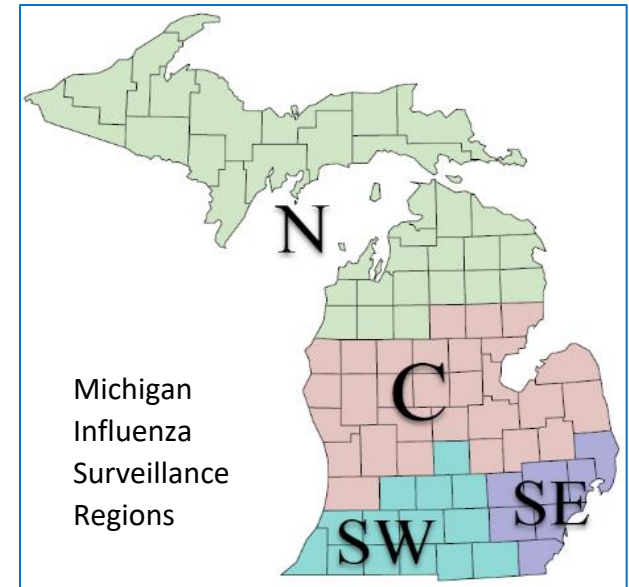 N
C
Michigan
Influenza
Surveillance
Regions
SE
SW